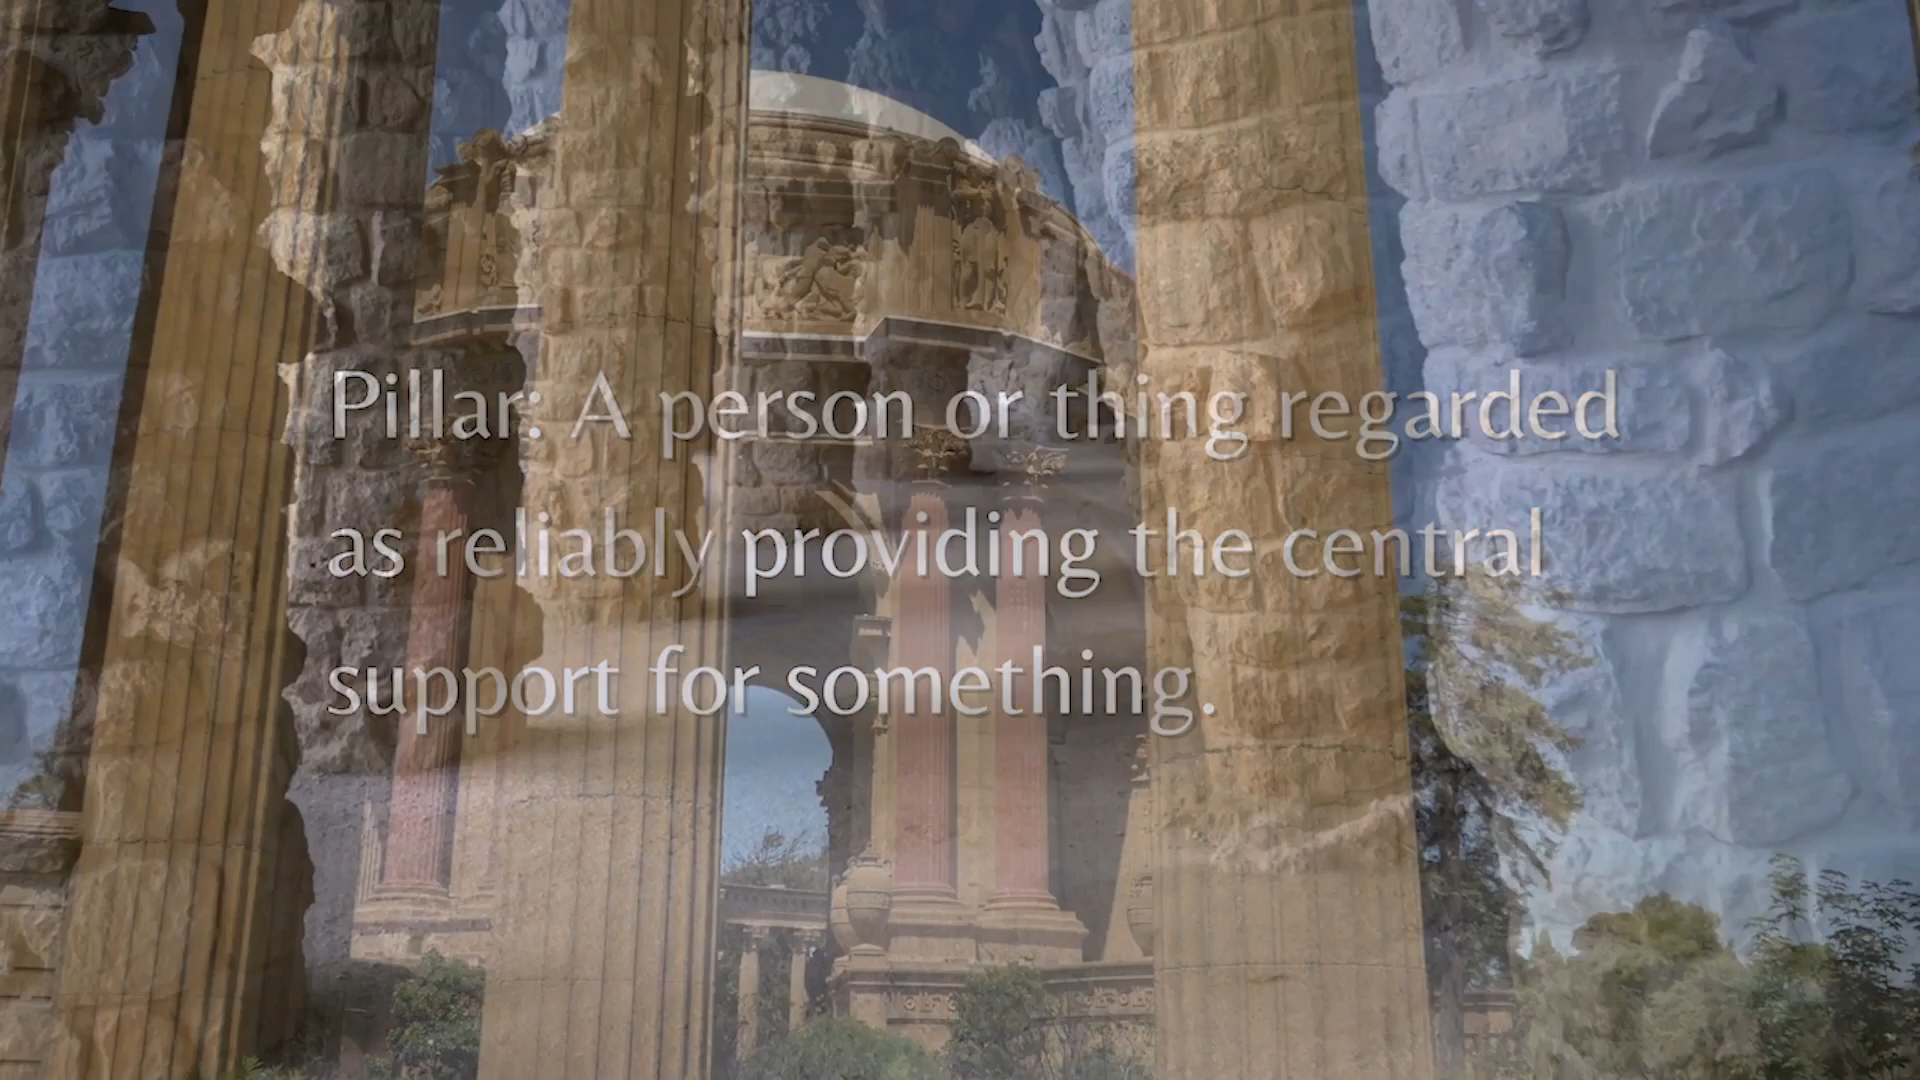 Pillar: A person or thing regarded
as reliably providing the central
support for something.